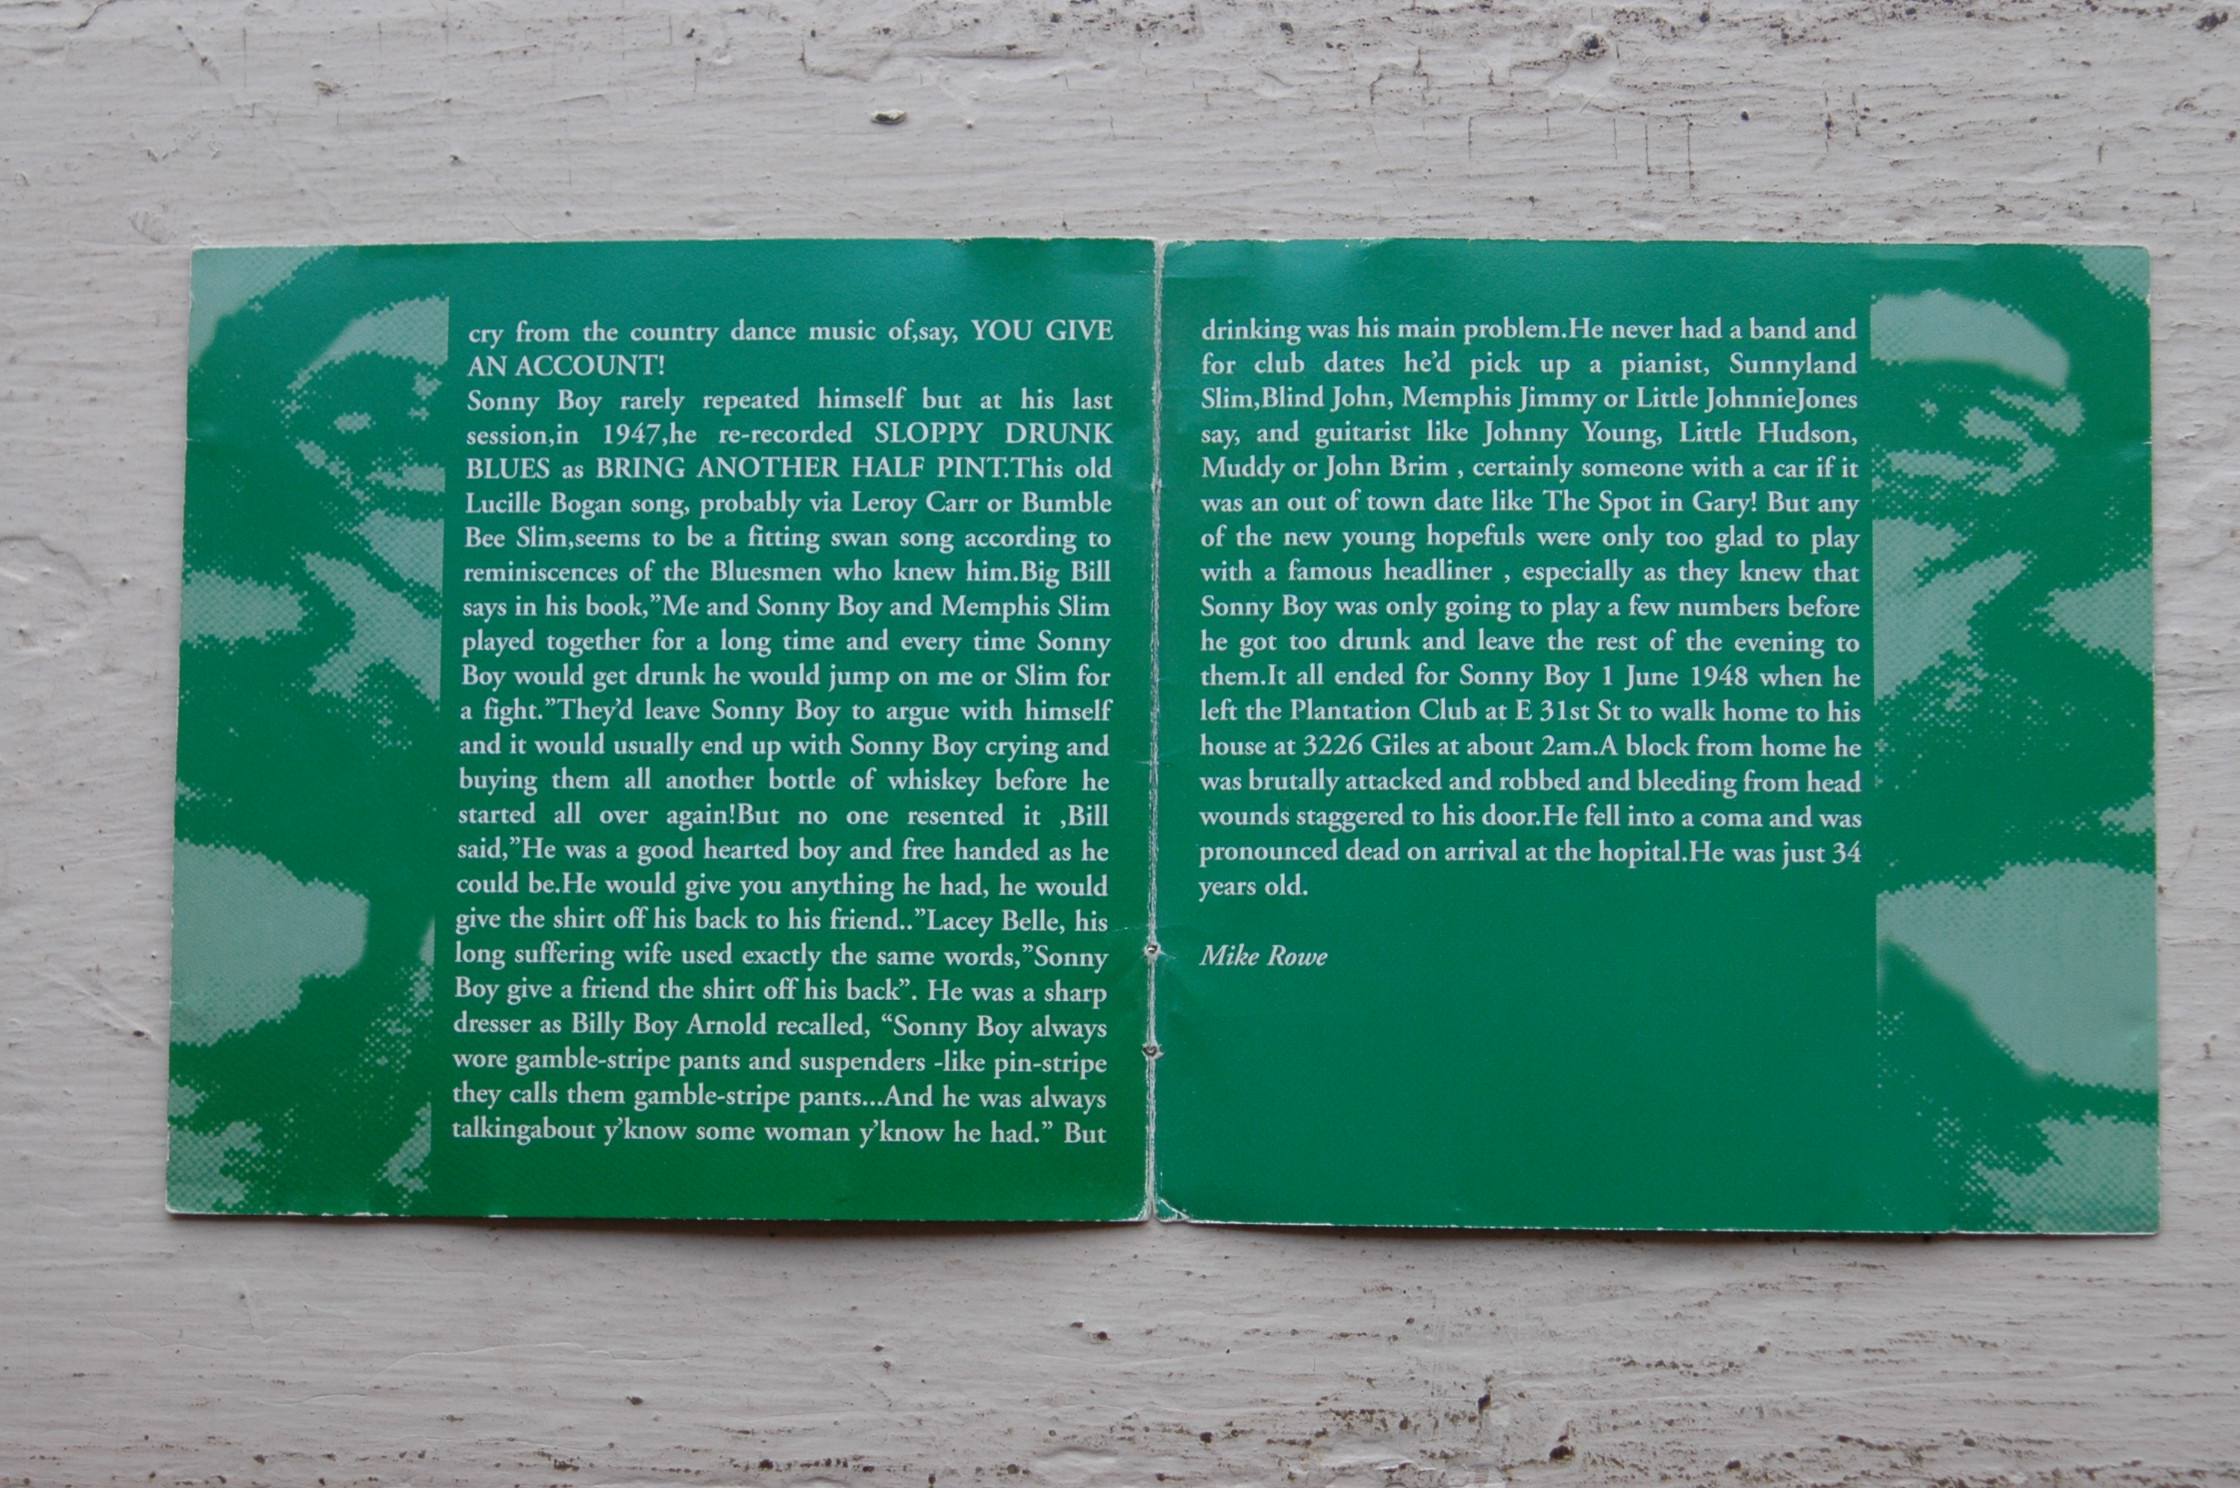 cry from the country dance music of,say, YOU GIVE
AN ACCOUNT!
Sonny Boy rarely repeated himself but at his last
session,in 1947,he re-recorded SLOPPY DRUNK
BLUES as BRING ANOTHER HALF PINT.This old
Lucille Bogan song, probably via Leroy Carr or Bumble
Bee Slim,seems to be a fitting swan song according to
reminiscences of the Bluesmen who knew him.Big Bill
says in his book,”Me and Sonny Boy and Memphis Slim
played together for a long time and every time Sonny
Boy would get drunk he would jump on me or Slim for
a fight.”They’d leave Sonny Boy to argue with himself
and it would usually end up with Sonny Boy crying and
buying them all another bottle of whiskey before he
started all over again!But no one resented it ,Bill
said,”He was a good hearted boy and free handed as he
could be.He would give you anything he had, he would
give the shirt off his back to his friend..”Lacey Belle, his
long suffering wife used exactly the same words,”Sonny
Boy give a friend the shirt off his back”. He was a sharp
dresser as Billy Boy Arnold recalled, “Sonny Boy always
wore gamble-stripe pants and suspenders -like pin-stripe
they calls them gamble-stripe pants...And he was always
talkingabout y’know some woman y’know he had.” But
drinking was his main problem.He never had a band and
for club dates he’d pick up a pianist, Sunnyland
Slim,Blind John, Memphis Jimmy or Little JohnnieJones
say, and guitarist like Johnny Young, Little Hudson,
Muddy or John Brim , certainly someone with a car if it
was an out of town date like The Spot in Gary! But any
of the new young hopefuls were only too glad to play
with a famous headliner , especially as they knew that
Sonny Boy was only going to play a few numbers before
he got too drunk and leave the rest of the evening to
them.It all ended for Sonny Boy 1 June 1948 when he
left the Plantation Club at E 31st St to walk home to his
house at 3226 Giles at about 2am.A block from home he
was brutally attacked and robbed and bleeding from head
wounds staggered to his door.He fell into a coma and was
pronounced dead on arrival at the hopital.He was just 34
years old.
Mike Rowe